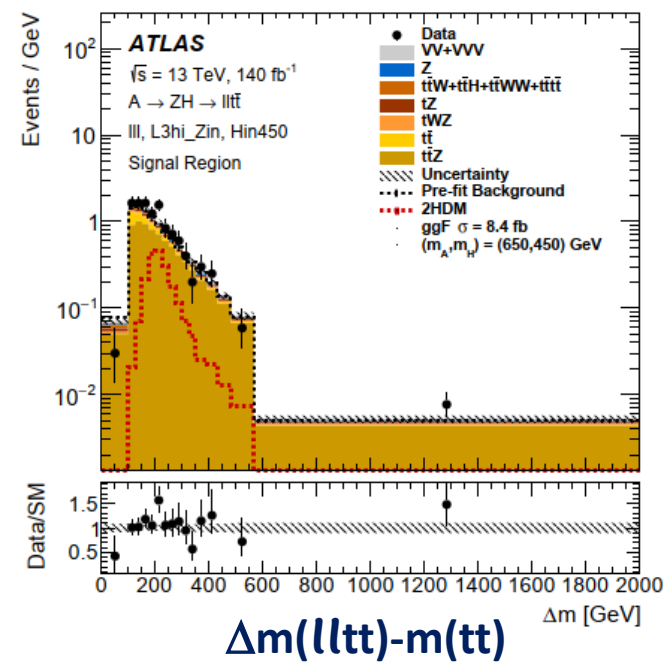 Events / GeV
10²
10
1
10⁻¹
10⁻²
ATLAS
√s = 13 TeV, 140 fb⁻¹
A → ZH → lltt̄
lll, L3hi_Zin, Hin450
Signal Region
Data
VV+VVV
Z
tt̄W+tt̄H+tt̄WW+tt̄tt̄
tZ
tWZ
tt̄
tt̄Z
Uncertainty
Pre-fit Background
2HDM
ggF σ = 8.4 fb
(m_A,m_H) = (650,450) GeV
Data/SM
1.5
1
0.5
0 200 400 600 800 1000 1200 1400 1600 1800 2000
Δm [GeV]
Δm(lltt)-m(tt)